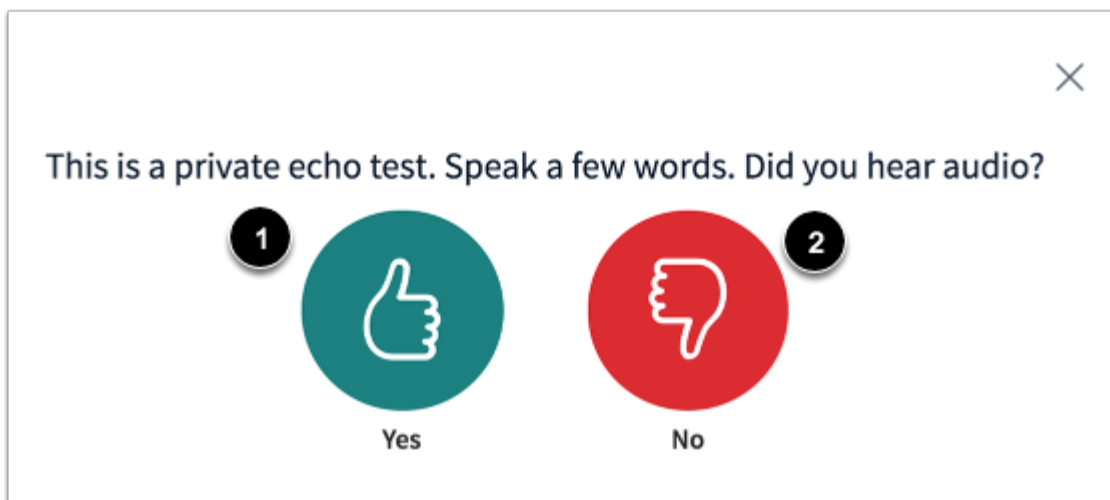 This is a private echo test. Speak a few words. Did you hear audio?
1
2
Yes
No